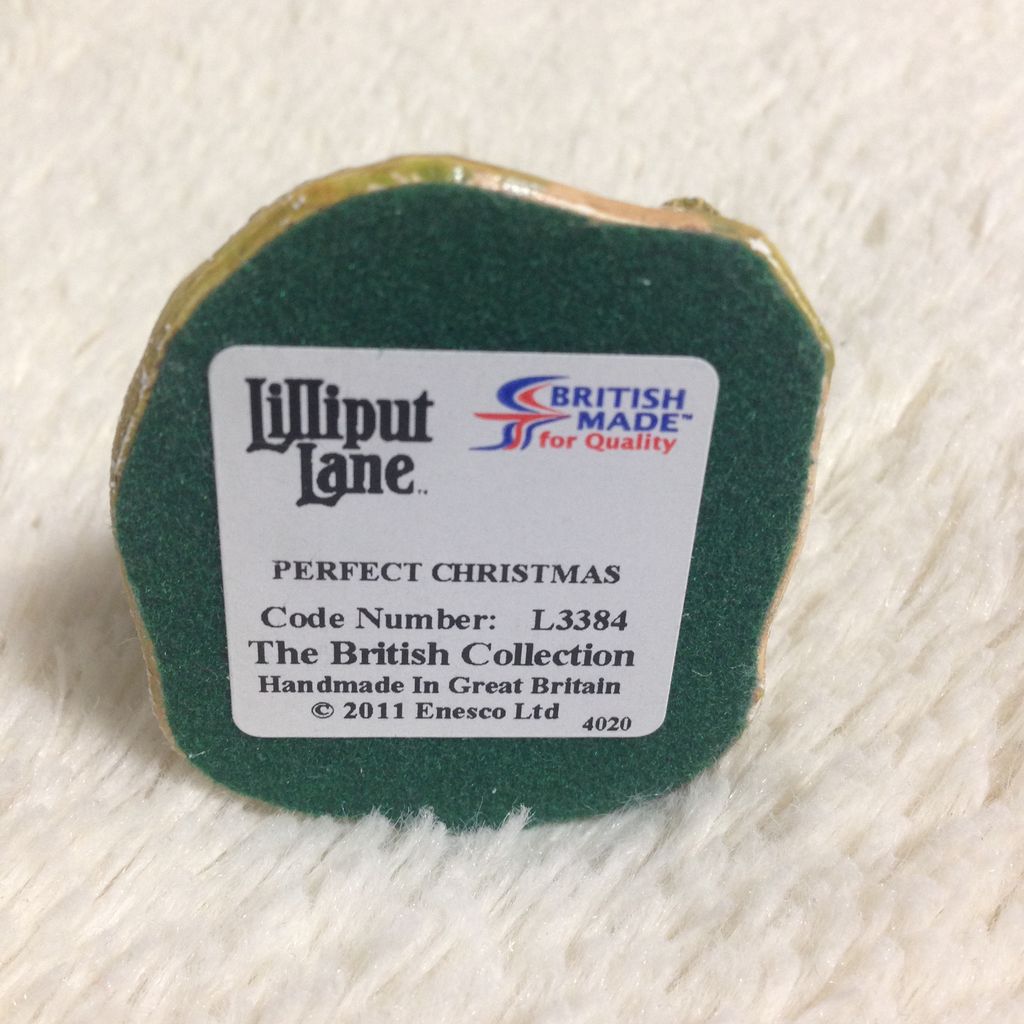 Lilliput
Lane
BRITISH
MADE™
for Quality
PERFECT CHRISTMAS
Code Number: L3384
The British Collection
Handmade In Great Britain
© 2011 Enesco Ltd
4020